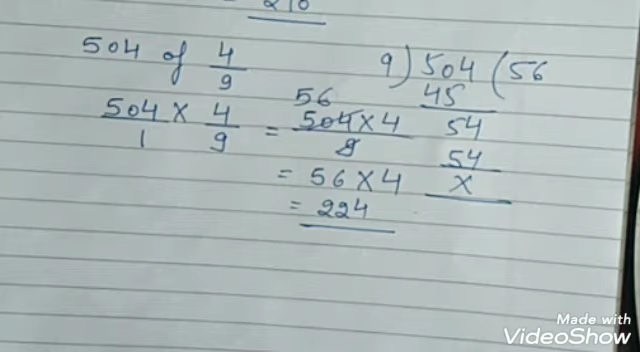 210
504 of 4/9
504/1 × 4/9 = 504×4/9
56
= 56×4
= 224
9)504(56
45
54
54
×
Made with
VideoShow